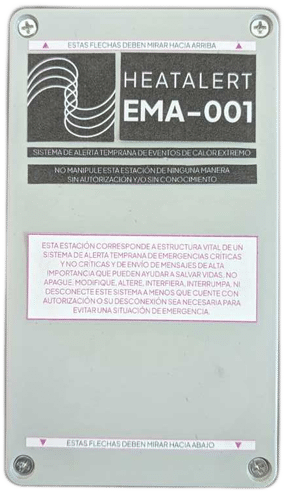 ESTAS FLECHAS DEBEN MIRAR HACIA ARRIBA
HEATALERT
EMA-001
SISTEMA DE ALERTA TEMPRANA DE EVENTOS DE CALOR EXTREMO
NO MANIPULE ESTA ESTACIÓN DE NINGUNA MANERA
SIN AUTORIZACION Y/O SIN CONOCIMIENTO
ESTA ESTACIÓN CORRESPONDE A ESTRUCTURA VITAL DE UN
SISTEMA DE ALERTA TEMPRANA DE EMERGENCIAS CRÍTICAS
Y NO CRÍTICAS Y DE ENVÍO DE MENSAJES DE ALTA
IMPORTANCIA QUE PUEDEN AYUDAR A SALVAR VIDAS. NO
APAGUE, MODIFIQUE, ALTERE, INTERFIERA, INTERRUMPA, NI
DESCONECTE ESTE SISTEMA A MENOS QUE CUENTE CON
AUTORIZACIÓN O SU DESCONEXIÓN SEA NECESARIA PARA
EVITAR UNA SITUACIÓN DE EMERGENCIA.
ESTAS FLECHAS DEBEN MIRAR HACIA ABAJO